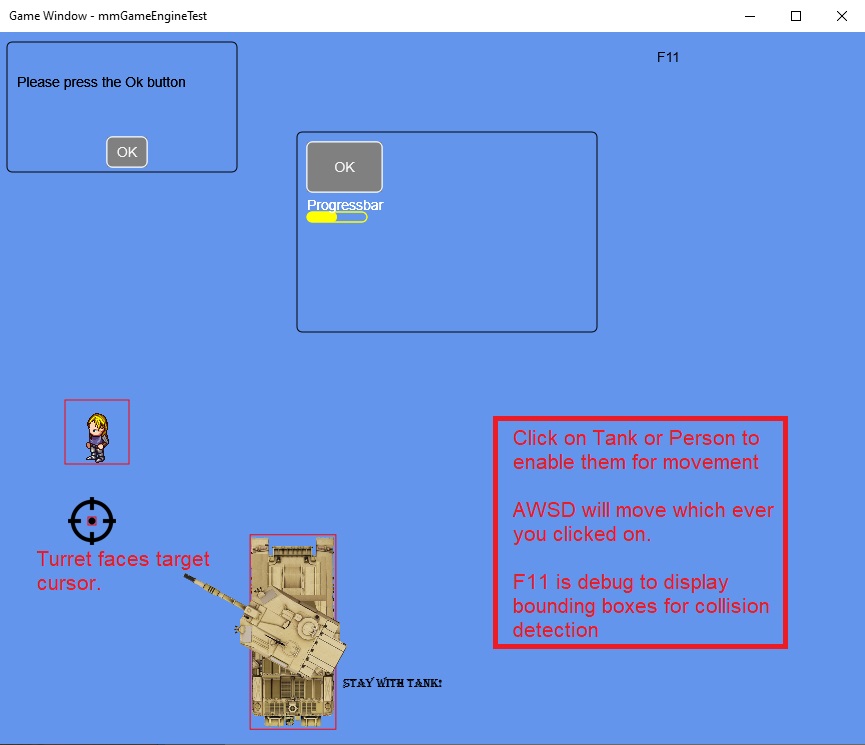 Game Window - mmGameEngineTest
F11
Please press the Ok button
OK
OK
Progressbar
Click on Tank or Person to
enable them for movement
AWSD will move which ever
you clicked on.
F11 is debug to display
bounding boxes for collision
detection
Turret faces target
cursor.
STAY WITH TANK!